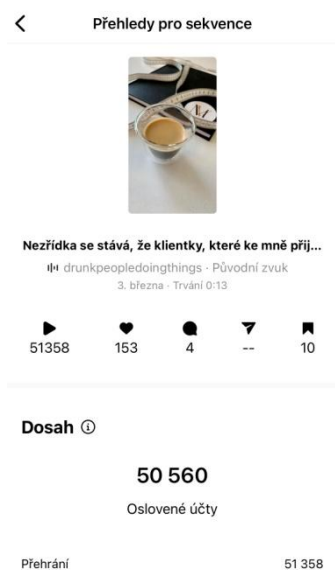 Přehledy pro sekvence
Nezřídka se stává, že klientky, které ke mně přij...
drunkpeopledoingthings · Původní zvuk
3. března · Trvání 0:13
51358 153 4 -- 10
Dosah
50 560
Oslovené účty
Přehrání 51 358